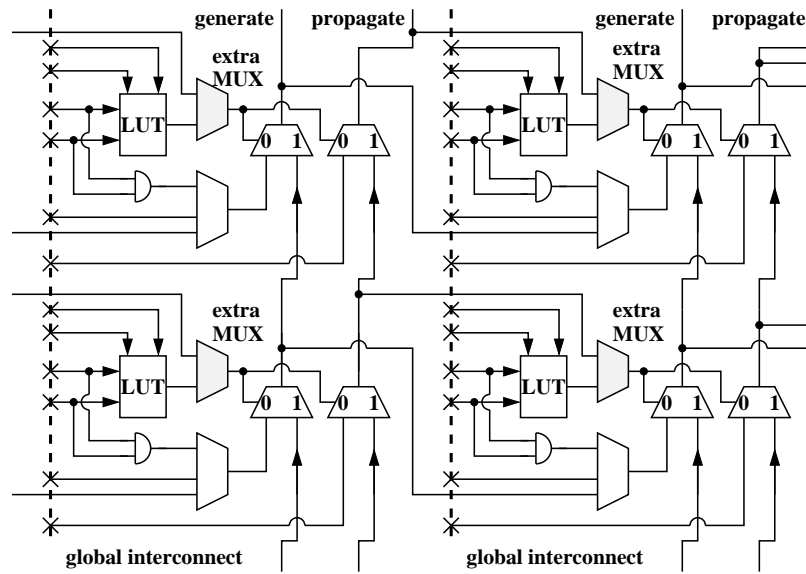 generate propagate generate propagate
extra
MUX
extra
MUX
LUT
0 1
0 1
LUT
0 1
0 1
extra
MUX
extra
MUX
LUT
0 1
0 1
LUT
0 1
0 1
global interconnect
global interconnect